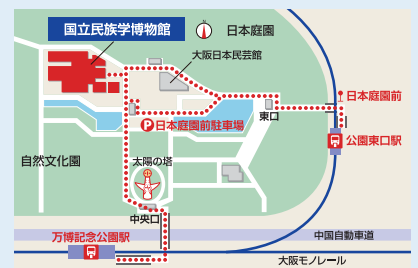 国立民族学博物館
日本庭園
大阪日本民芸館
日本庭園前
東口
P日本庭園前駐車場
公園東口駅
自然文化園
太陽の塔
中央口
万博記念公園駅
中国自動車道
大阪モノレール